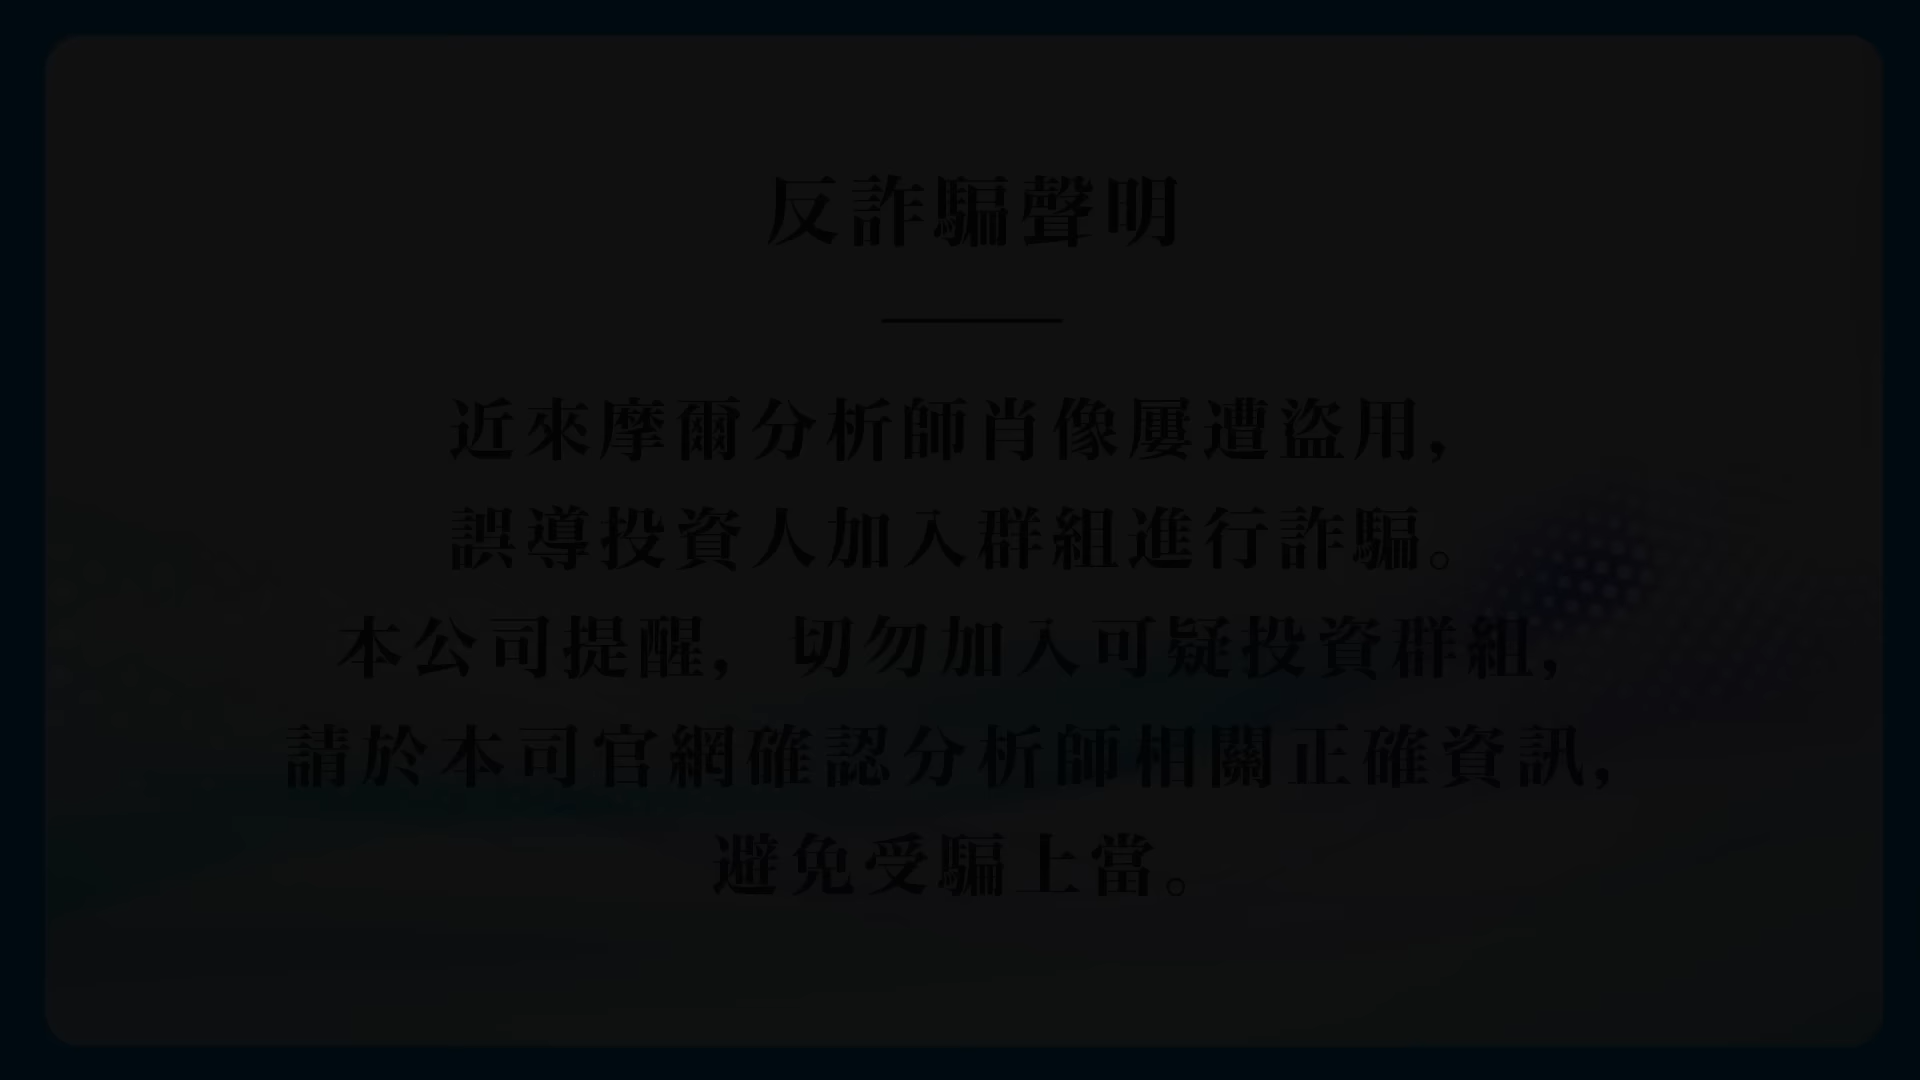 反詐騙聲明
近來摩爾分析師肖像屢遭盜用，
誤導投資人加入群組進行詐騙。
本公司提醒，切勿加入可疑投資群組，
請於本司官網確認分析師相關正確資訊，
避免受騙上當。